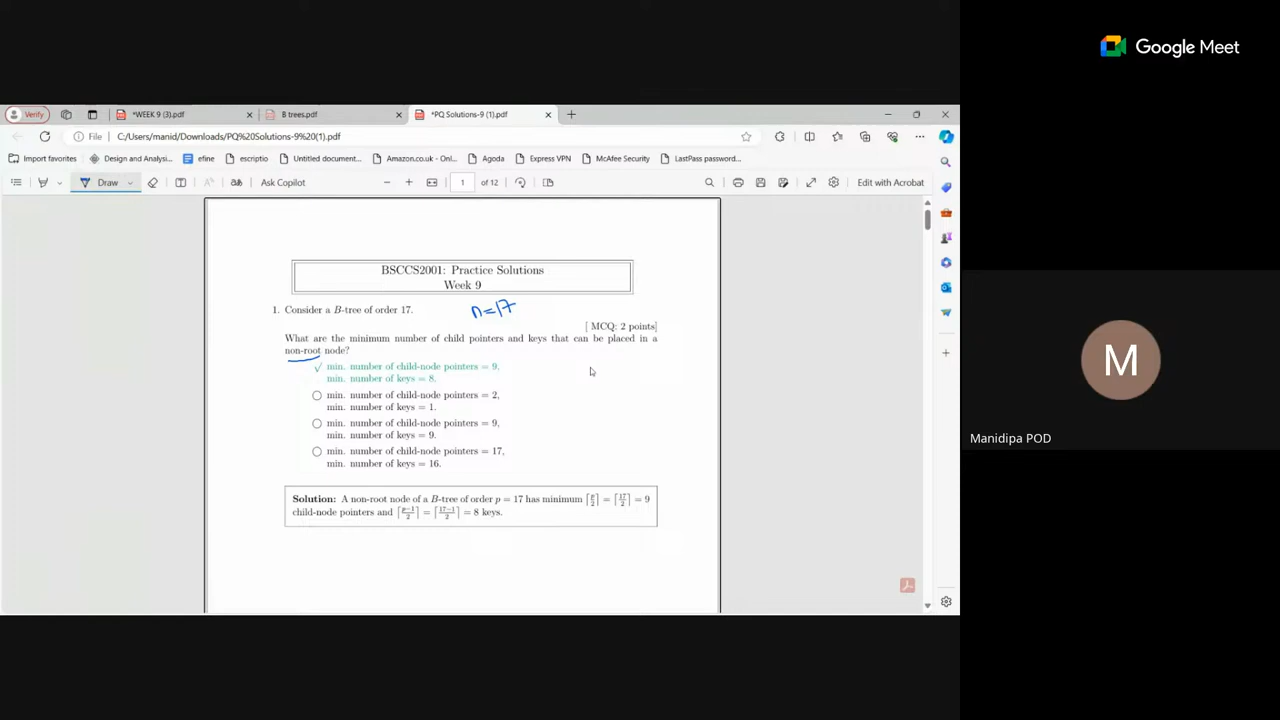 Google Meet
Verify
*WEEK 9 (3).pdf
B trees.pdf
*PQ Solutions-9 (1).pdf
File
C:/Users/manid/Downloads/PQ%20Solutions-9%20(1).pdf
Import favorites
Design and Analysi...
efine
escriptio
Untitled document...
Amazon.co.uk - Onl...
Agoda
Express VPN
McAfee Security
LastPass password...
Draw
Ask Copilot
1 of 12
Edit with Acrobat
BSCCS2001: Practice Solutions
Week 9
1. Consider a B-tree of order 17.
n=17
[ MCQ: 2 points]
What are the minimum number of child pointers and keys that can be placed in a
non-root node?
√ min. number of child-node pointers = 9,
min. number of keys = 8.
○ min. number of child-node pointers = 2,
min. number of keys = 1.
○ min. number of child-node pointers = 9,
min. number of keys = 9.
○ min. number of child-node pointers = 17,
min. number of keys = 16.
Solution: A non-root node of a B-tree of order p = 17 has minimum ⌈p/2⌉ = ⌈17/2⌉ = 9
child-node pointers and ⌈p−1/2⌉ = ⌈17−1/2⌉ = 8 keys.
M
Manidipa POD